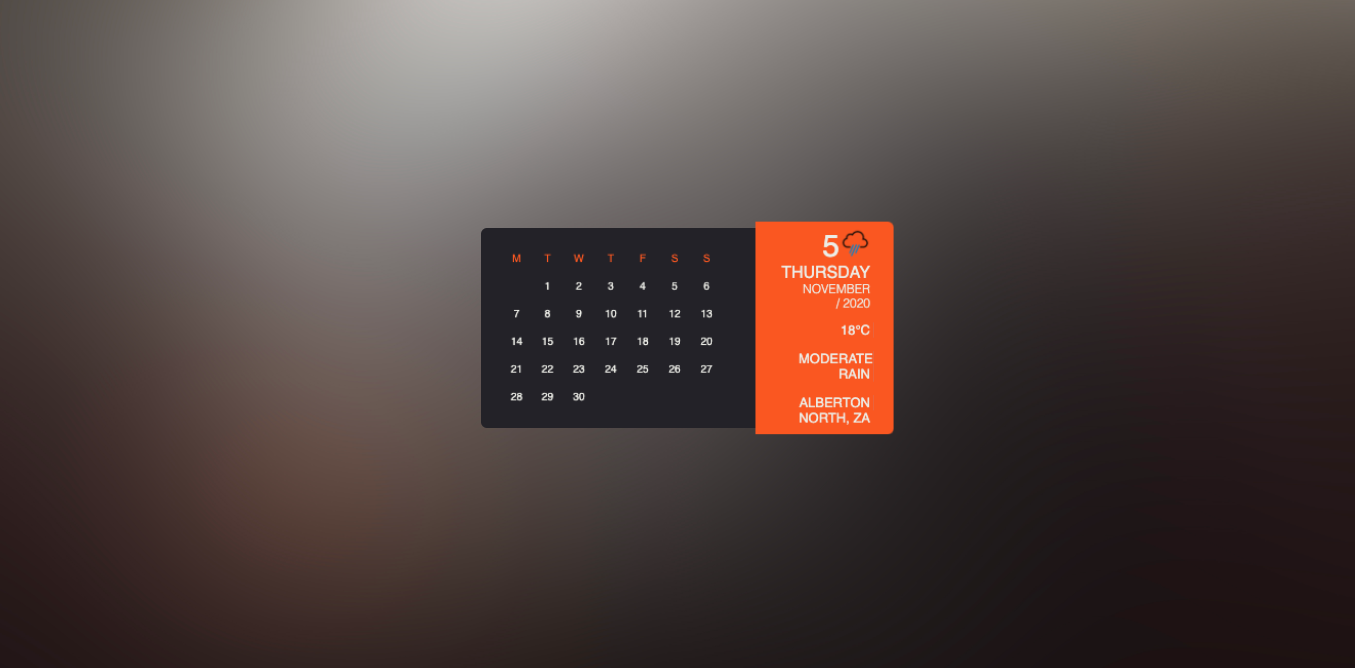 M T W T F S S
1 2 3 4 5 6
7 8 9 10 11 12 13
14 15 16 17 18 19 20
21 22 23 24 25 26 27
28 29 30
5
THURSDAY
NOVEMBER
/ 2020
18°C
MODERATE
RAIN
ALBERTON
NORTH, ZA